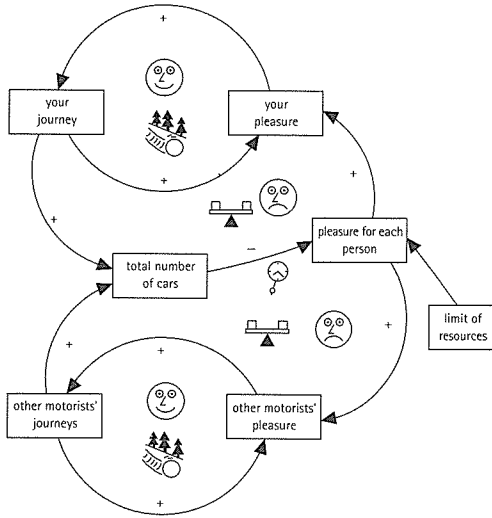 +
your
journey
your
pleasure
+
+
+
pleasure for each
person
−
total number
of cars
limit of
resources
+
+
+
other motorists'
journeys
other motorists'
pleasure
+